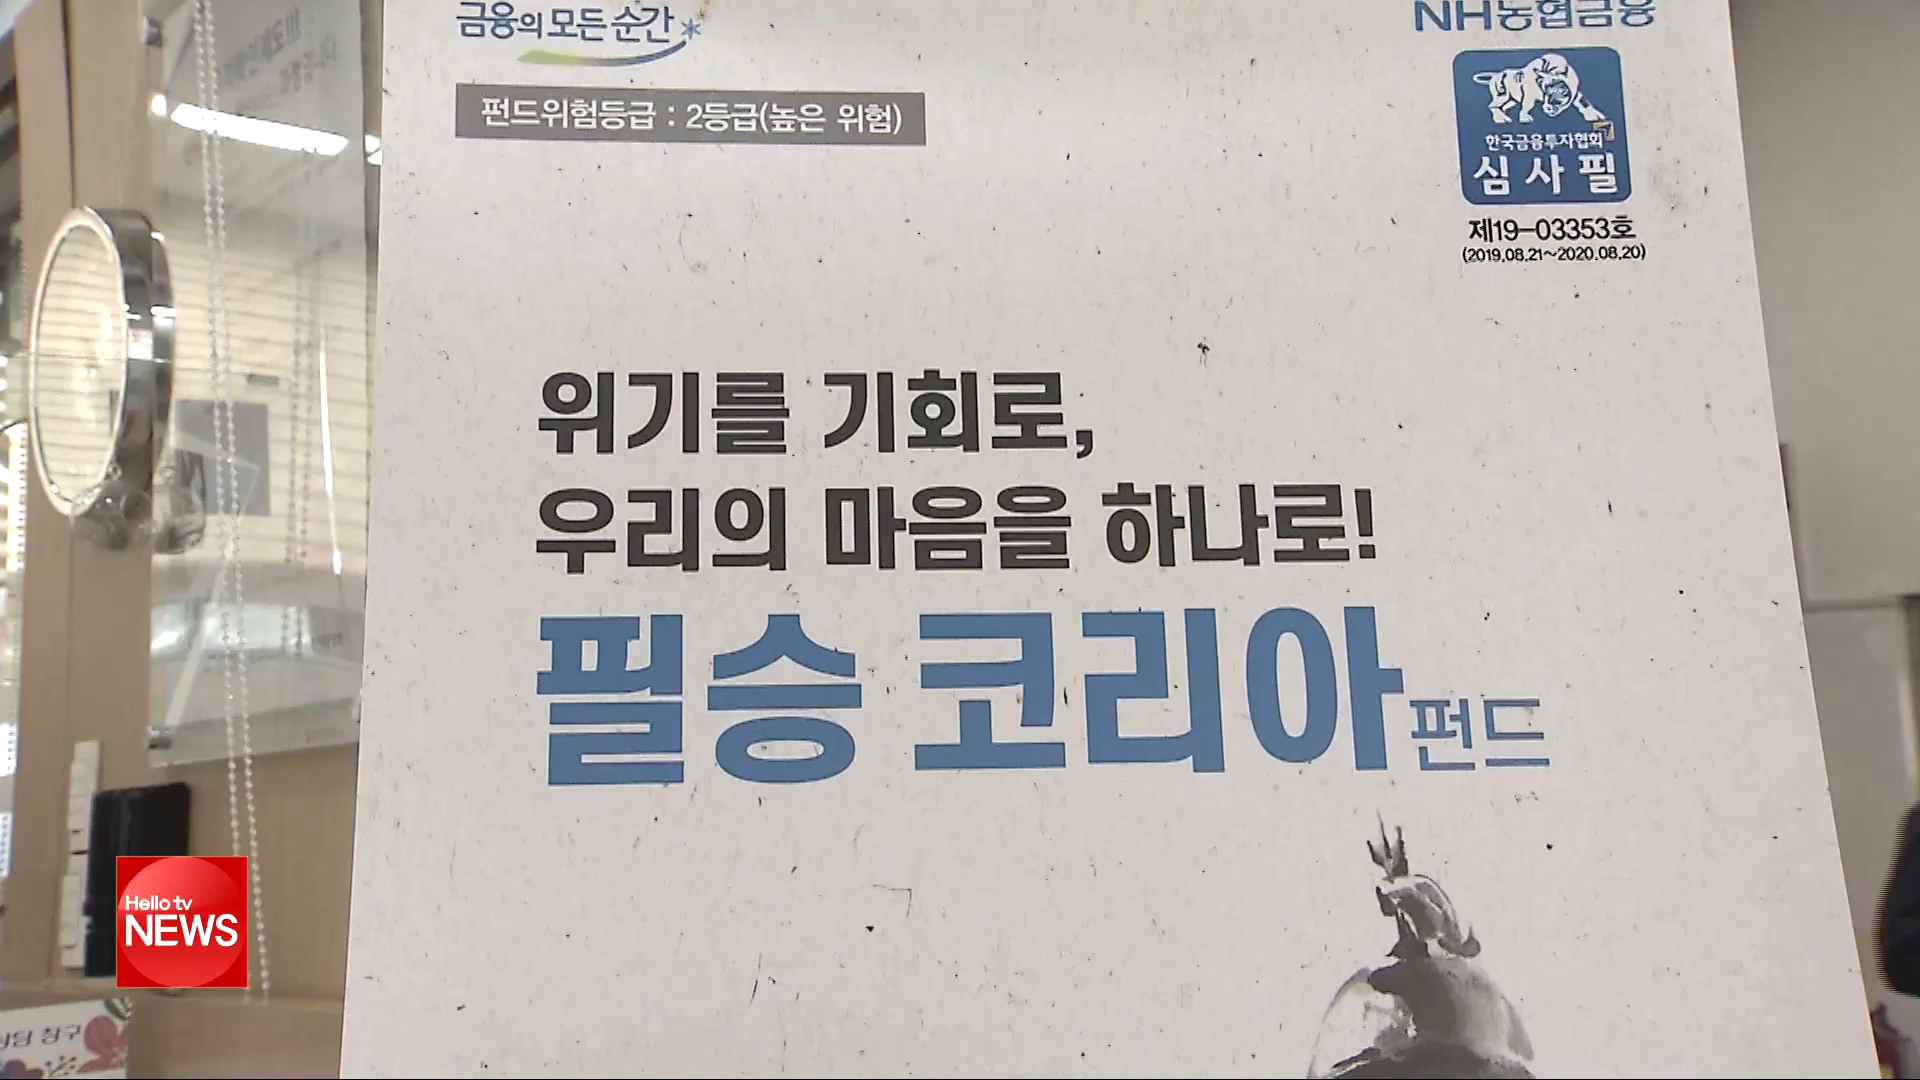 금융의 모든 순간
NH농협금융
펀드위험등급 : 2등급(높은 위험)
한국금융투자협회
심사필
제19-03353호
(2019.08.21~2020.08.20)
위기를 기회로,
우리의 마음을 하나로!
필승 코리아 펀드
Hello tv
NEWS
창구